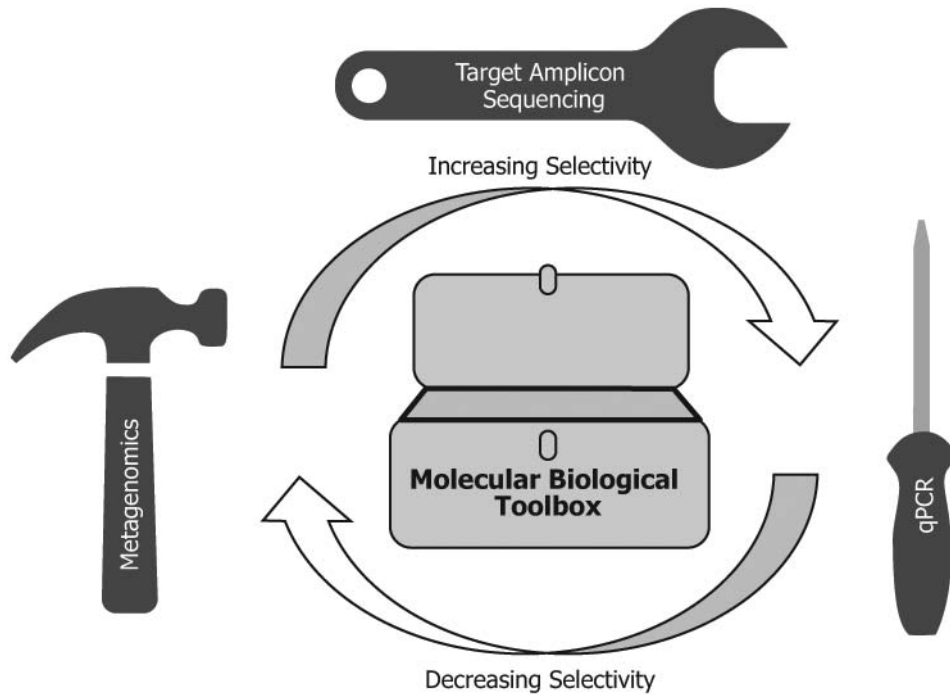 Target Amplicon
Sequencing
Increasing Selectivity
Metagenomics
Molecular Biological
Toolbox
qPCR
Decreasing Selectivity